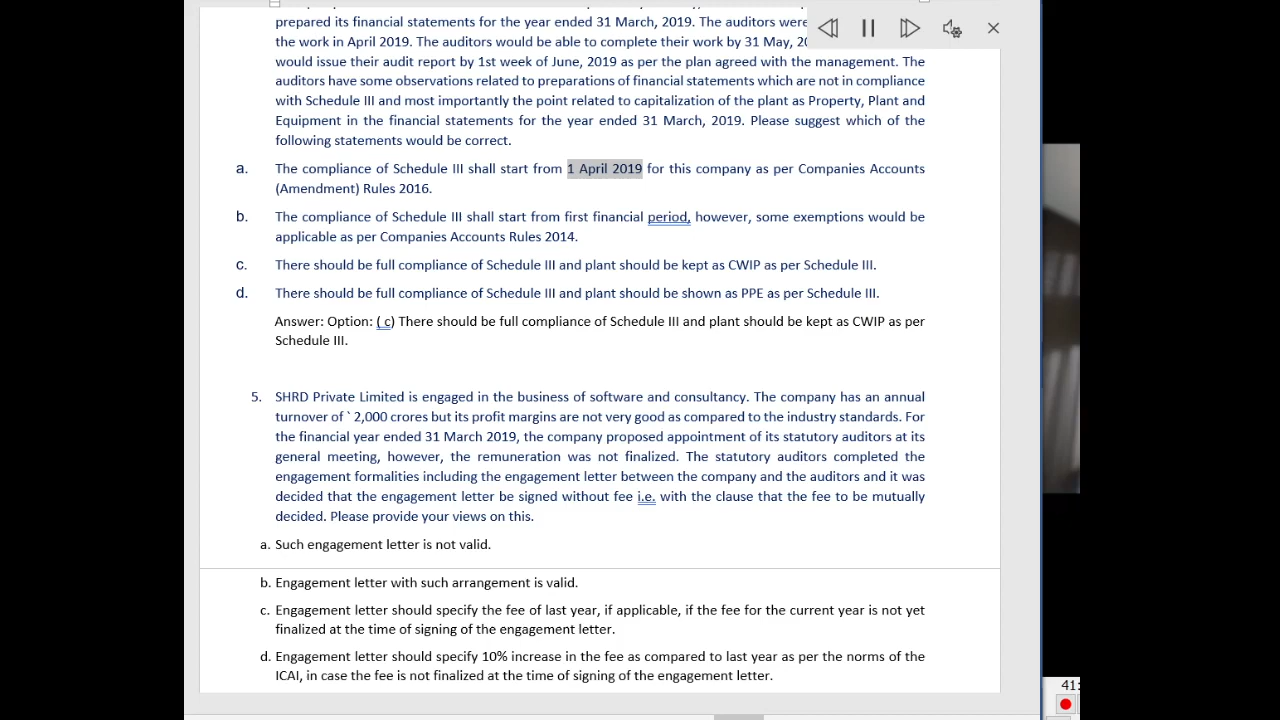 prepared its financial statements for the year ended 31 March, 2019. The auditors were
the work in April 2019. The auditors would be able to complete their work by 31 May, 20
would issue their audit report by 1st week of June, 2019 as per the plan agreed with the management. The
auditors have some observations related to preparations of financial statements which are not in compliance
with Schedule III and most importantly the point related to capitalization of the plant as Property, Plant and
Equipment in the financial statements for the year ended 31 March, 2019. Please suggest which of the
following statements would be correct.
a. The compliance of Schedule III shall start from 1 April 2019 for this company as per Companies Accounts
(Amendment) Rules 2016.
b. The compliance of Schedule III shall start from first financial period, however, some exemptions would be
applicable as per Companies Accounts Rules 2014.
c. There should be full compliance of Schedule III and plant should be kept as CWIP as per Schedule III.
d. There should be full compliance of Schedule III and plant should be shown as PPE as per Schedule III.
Answer: Option: ( c) There should be full compliance of Schedule III and plant should be kept as CWIP as per
Schedule III.
5. SHRD Private Limited is engaged in the business of software and consultancy. The company has an annual
turnover of ` 2,000 crores but its profit margins are not very good as compared to the industry standards. For
the financial year ended 31 March 2019, the company proposed appointment of its statutory auditors at its
general meeting, however, the remuneration was not finalized. The statutory auditors completed the
engagement formalities including the engagement letter between the company and the auditors and it was
decided that the engagement letter be signed without fee i.e. with the clause that the fee to be mutually
decided. Please provide your views on this.
a. Such engagement letter is not valid.
b. Engagement letter with such arrangement is valid.
c. Engagement letter should specify the fee of last year, if applicable, if the fee for the current year is not yet
finalized at the time of signing of the engagement letter.
d. Engagement letter should specify 10% increase in the fee as compared to last year as per the norms of the
ICAI, in case the fee is not finalized at the time of signing of the engagement letter.
41: